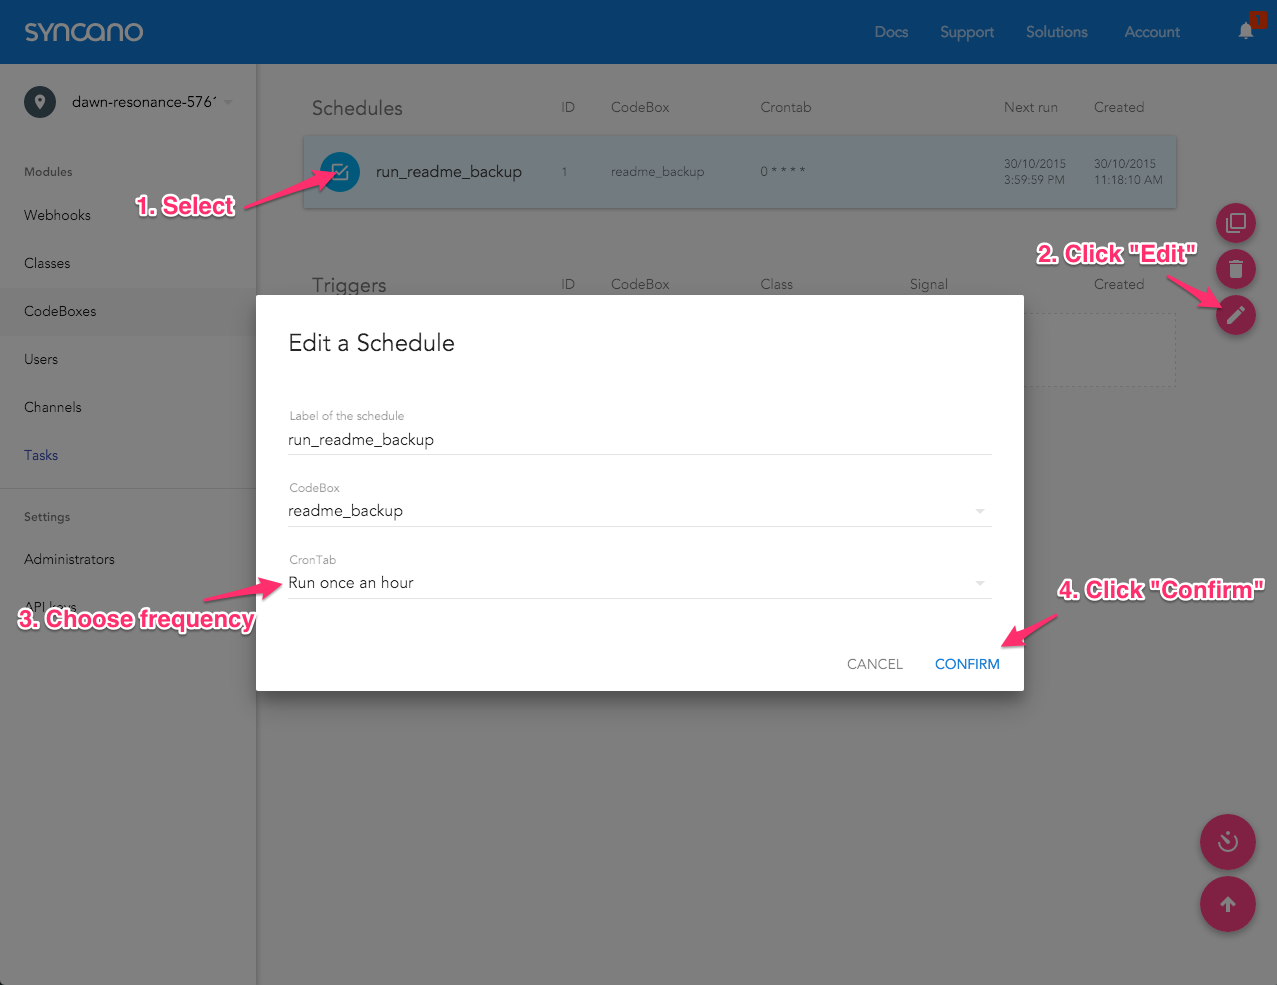 syncano
Docs Support Solutions Account 1
dawn-resonance-5761
Schedules ID CodeBox Crontab Next run Created
Modules
run_readme_backup 1 readme_backup 0 * * * * 30/10/2015 3:59:59 PM 30/10/2015 11:18:10 AM
1. Select
Webhooks
2. Click "Edit"
Classes
Triggers ID CodeBox Class Signal Created
CodeBoxes
Edit a Schedule
Users
Channels
Label of the schedule
run_readme_backup
Tasks
CodeBox
readme_backup
Settings
Administrators
CronTab
Run once an hour
API keys
3. Choose frequency
4. Click "Confirm"
CANCEL CONFIRM